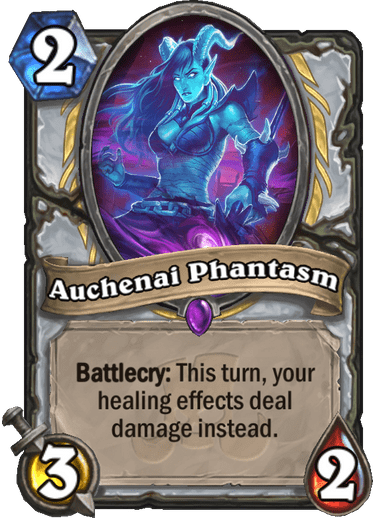 2
Auchenai Phantasm
Battlecry: This turn, your
healing effects deal
damage instead.
3
2